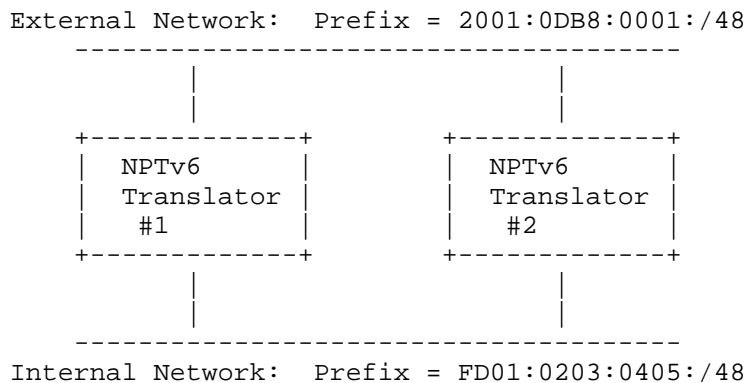 External Network:  Prefix = 2001:0DB8:0001:/48
NPTv6 NPTv6
Translator Translator
#1 #2
Internal Network:  Prefix = FD01:0203:0405:/48